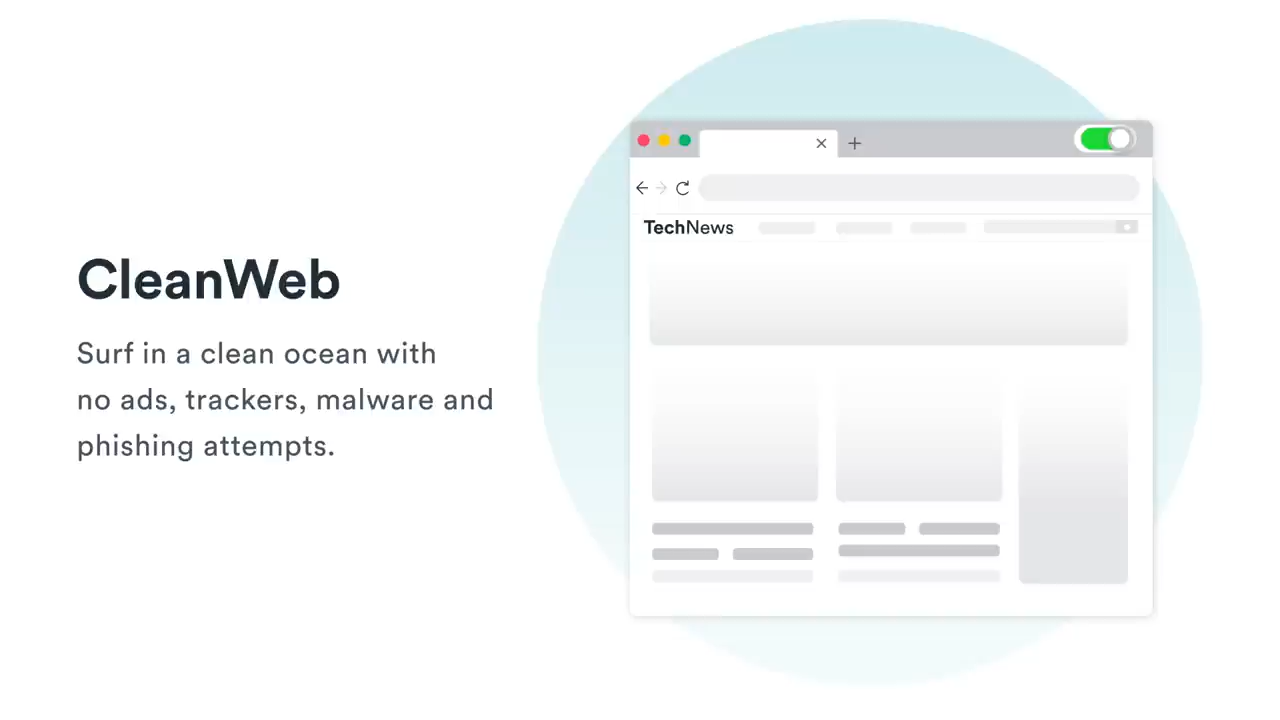 CleanWeb
Surf in a clean ocean with
no ads, trackers, malware and
phishing attempts.
TechNews